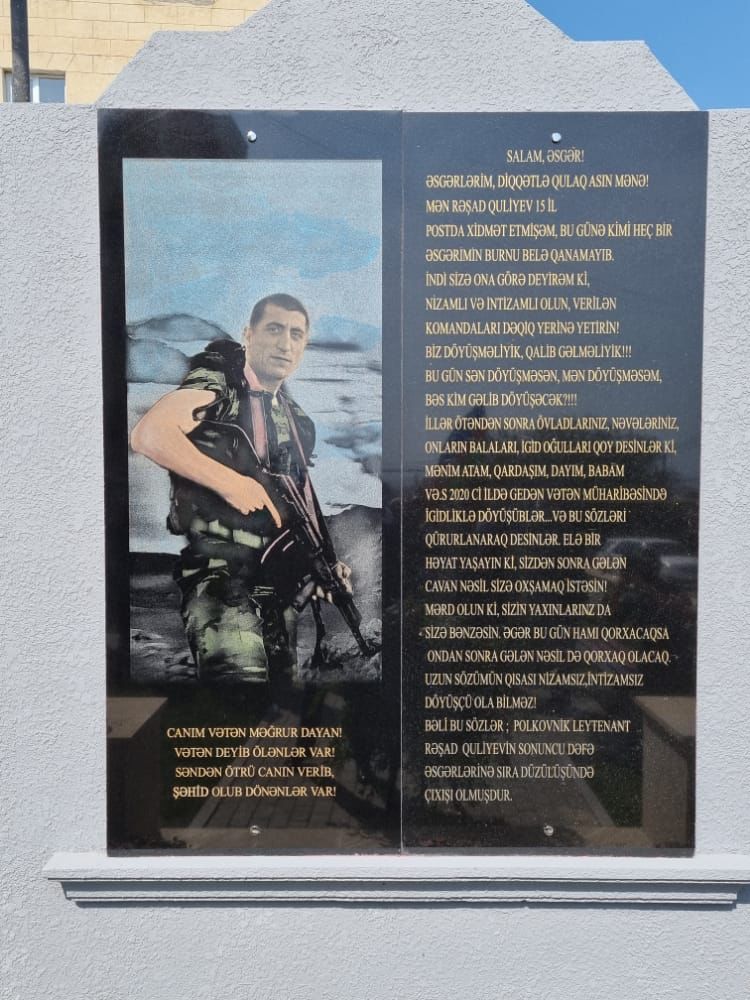 CANIM VƏTƏN MƏĞRUR DAYAN!
VƏTƏN DEYİB ÖLƏNLƏR VAR!
SƏNDƏN ÖTRÜ CANIN VERİB,
ŞƏHİD OLUB DÖNƏNLƏR VAR!
SALAM, ƏSGƏR!
ƏSGƏRLƏRİM, DİQQƏTLƏ QULAQ ASIN MƏNƏ!
MƏN RƏŞAD QULİYEV 15 İL
POSTDA XİDMƏT ETMİŞƏM, BU GÜNƏ KİMİ HEÇ BİR
ƏSGƏRİMİN BURNU BELƏ QANAMAYIB.
İNDİ SİZƏ ONA GÖRƏ DEYİRƏM Kİ,
NİZAMLI VƏ İNTİZAMLI OLUN, VERİLƏN
KOMANDALARI DƏQİQ YERİNƏ YETİRİN!
BİZ DÖYÜŞMƏLİYİK, QALİB GƏLMƏLİYİK!!!
BU GÜN SƏN DÖYÜŞMƏSƏN, MƏN DÖYÜŞMƏSƏM,
BƏS KİM GƏLİB DÖYÜŞƏCƏK?!!!
İLLƏR ÖTƏNDƏN SONRA ÖVLADLARINIZ, NƏVƏLƏRİNİZ,
ONLARIN BALALARI, İGİD OĞULLARI QOY DESİNLƏR Kİ,
MƏNİM ATAM, QARDAŞIM, DAYIM, BABAM
VƏ.S 2020 Cİ İLDƏ GEDƏN VƏTƏN MÜHARİBƏSİNDƏ
İGİDLİKLƏ DÖYÜŞÜBLƏR...VƏ BU SÖZLƏRİ
QÜRURLANARAQ DESİNLƏR. ELƏ BİR
HƏYAT YAŞAYIN Kİ, SİZDƏN SONRA GƏLƏN
CAVAN NƏSİL SİZƏ OXŞAMAQ İSTƏSİN!
MƏRD OLUN Kİ, SİZİN YAXINLARINZ DA
SİZƏ BƏNZƏSİN. ƏGƏR BU GÜN HAMI QORXACAQSA
ONDAN SONRA GƏLƏN NƏSİL DƏ QORXAQ OLACAQ.
UZUN SÖZÜMÜN QISASI NİZAMSIZ,İNTİZAMSIZ
DÖYÜŞÇÜ OLA BİLMƏZ!
BƏLİ BU SÖZLƏR ; POLKOVNİK LEYTENANT
RƏŞAD QULİYEVİN SONUNCU DƏFƏ
ƏSGƏRLƏRİNƏ SIRA DÜZÜLÜŞÜNDƏ
ÇIXIŞI OLMUŞDUR.